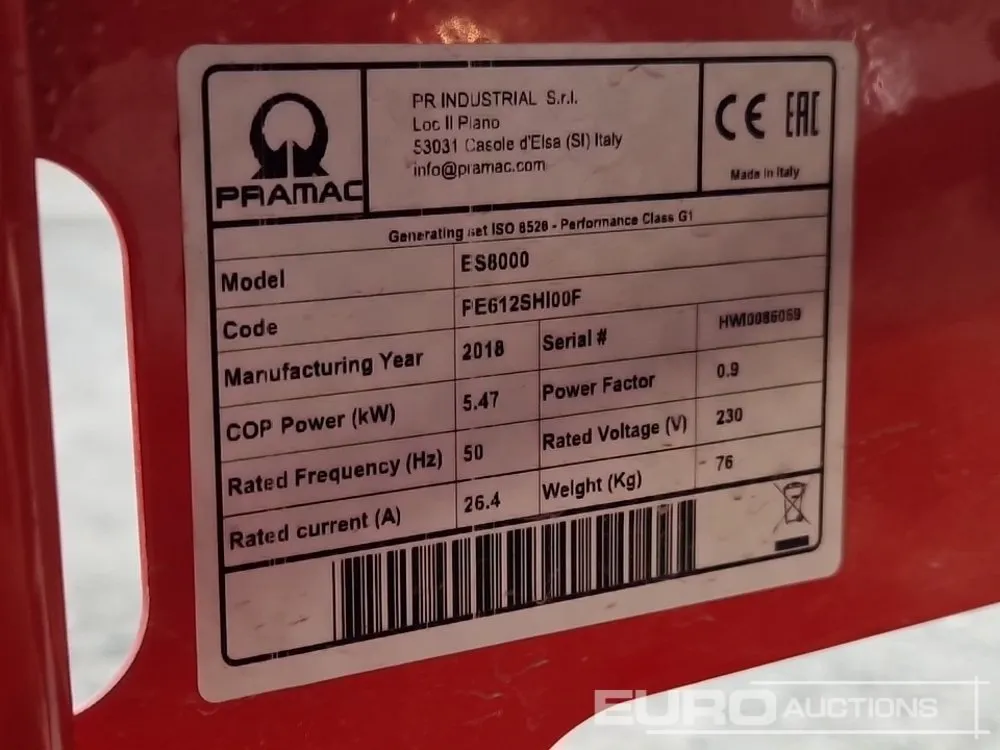 PRAMAC
PR INDUSTRIAL S.r.l.
Loc Il Piano
53031 Casole d'Elsa (SI) Italy
info@pramac.com
CE EAC
Made in Italy
Generating set ISO 8528 - Performance Class G1
Model ES8000
Code PE612SHI00F
Manufacturing Year 2018 Serial # HWI0086069
COP Power (kW) 5.47 Power Factor 0.9
Rated Frequency (Hz) 50 Rated Voltage (V) 230
Rated current (A) 26.4 Weight (Kg) 76
EURO AUCTIONS